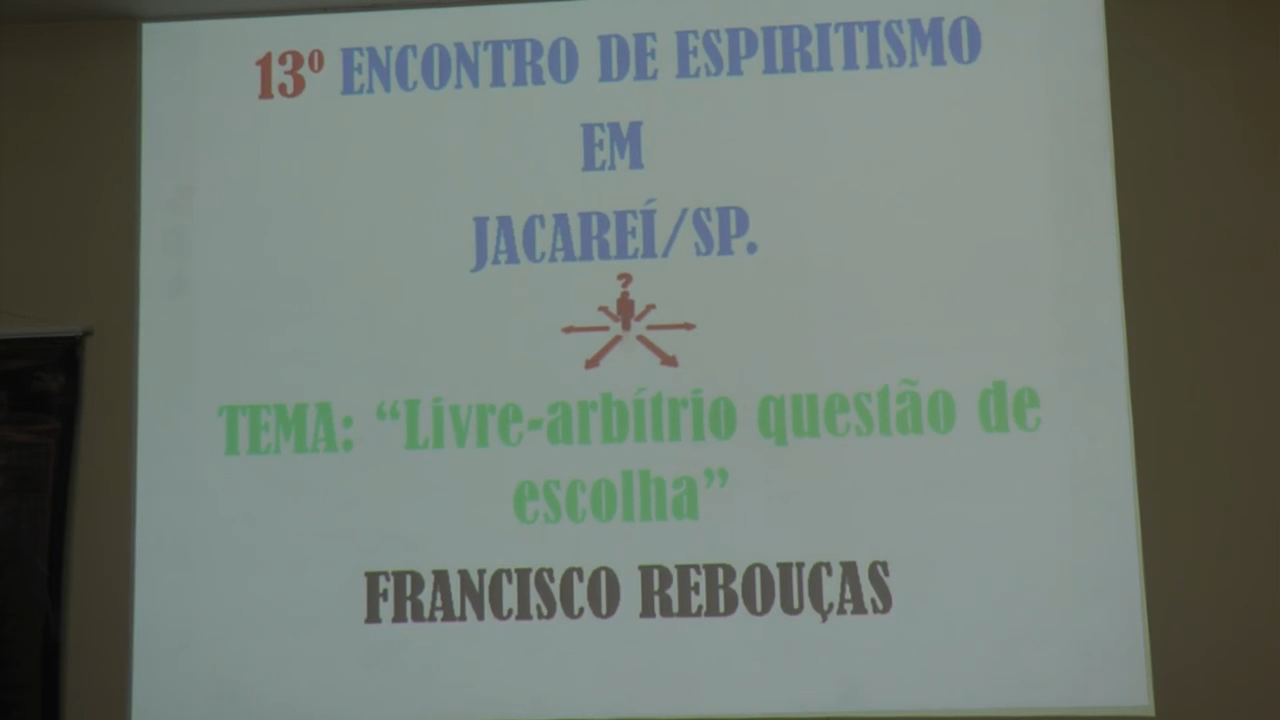 13º ENCONTRO DE ESPIRITISMO
EM
JACAREÍ/SP.
?
TEMA: “Livre-arbítrio questão de
escolha”
FRANCISCO REBOUÇAS